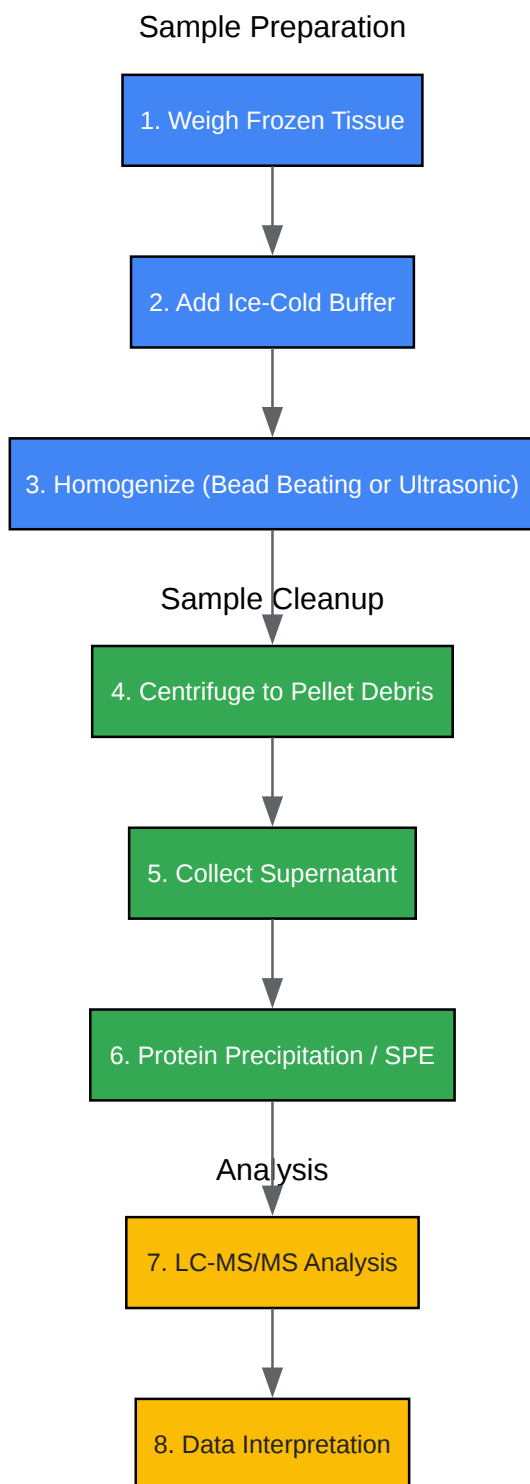 Sample Preparation
1. Weigh Frozen Tissue
2. Add Ice-Cold Buffer
3. Homogenize (Bead Beating or Ultrasonic)
Sample Cleanup
4. Centrifuge to Pellet Debris
5. Collect Supernatant
6. Protein Precipitation / SPE
Analysis
7. LC-MS/MS Analysis
8. Data Interpretation